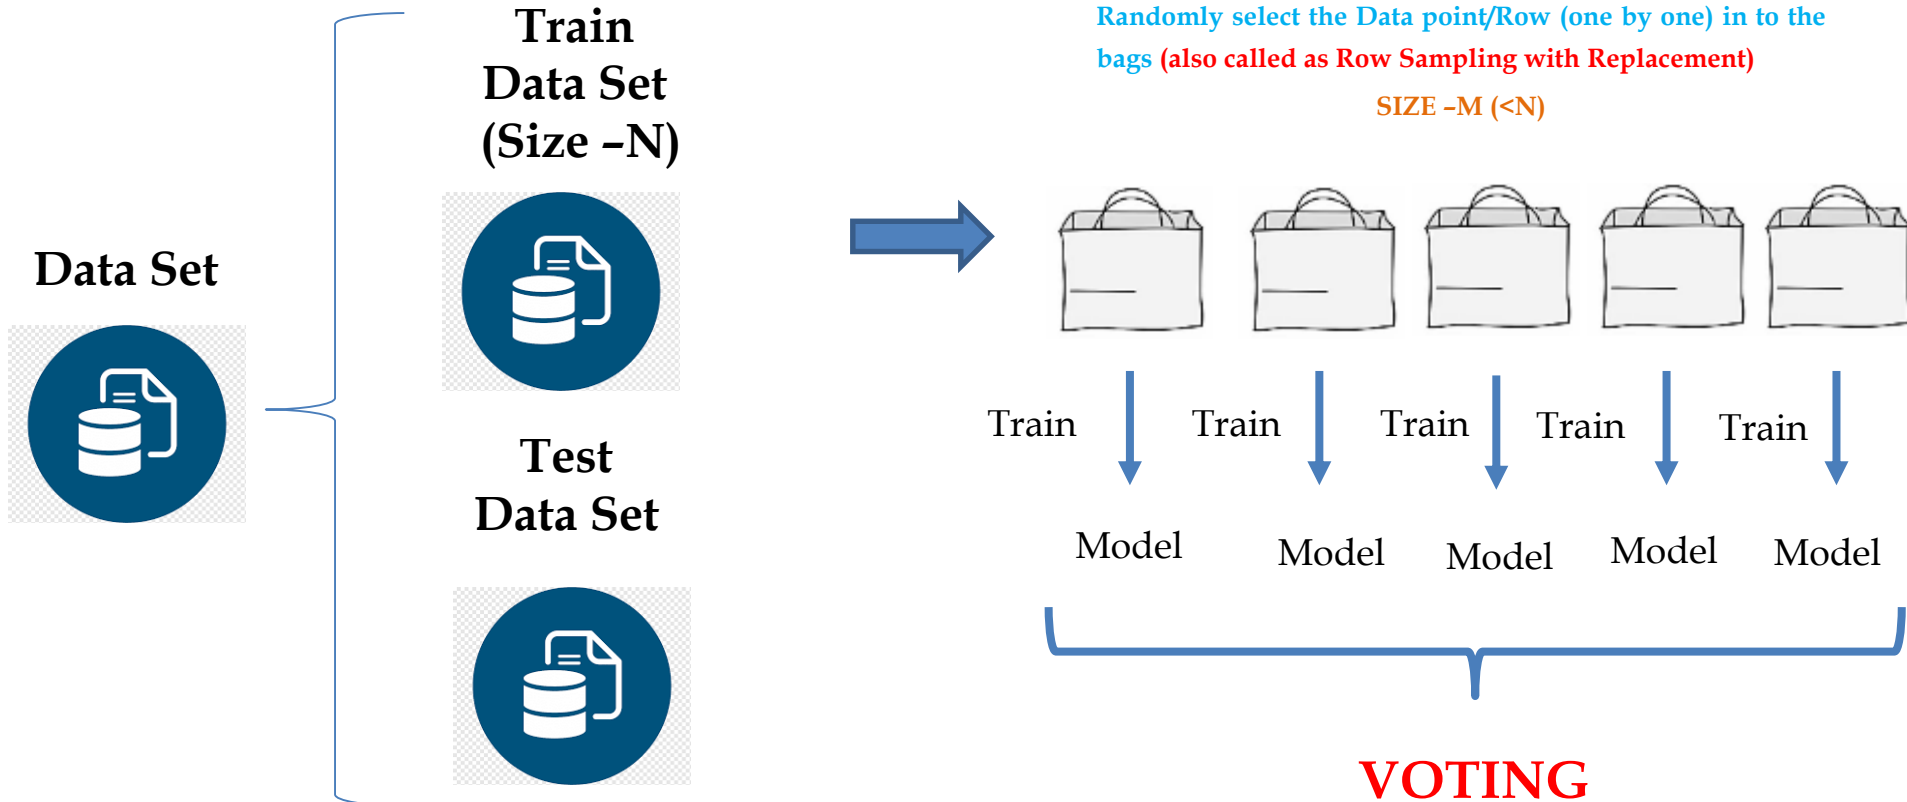 Data Set
Train
Data Set
(Size –N)
Test
Data Set
Randomly select the Data point/Row (one by one) in to the
bags (also called as Row Sampling with Replacement)
SIZE –M (<N)
Train
Train
Train
Train
Train
Model
Model
Model
Model
Model
VOTING